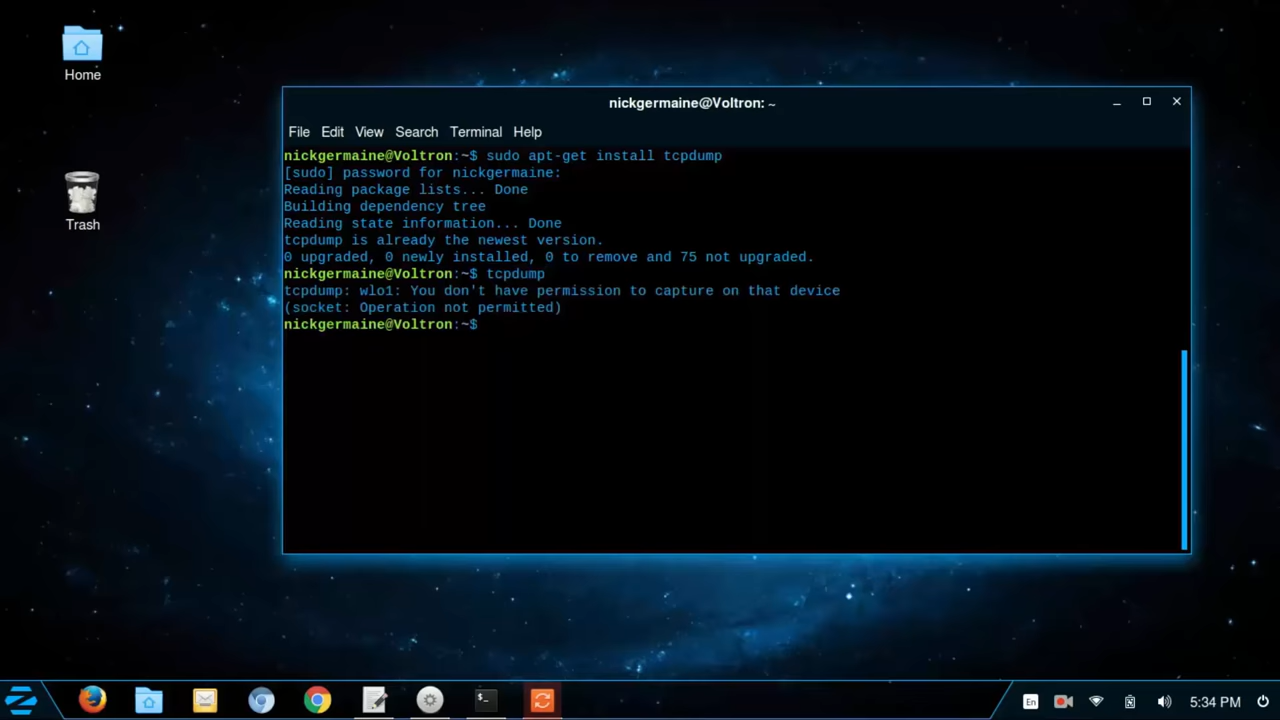 Home
Trash
nickgermaine@Voltron: ~
File Edit View Search Terminal Help
nickgermaine@Voltron:~$ sudo apt-get install tcpdump
[sudo] password for nickgermaine:
Reading package lists... Done
Building dependency tree
Reading state information... Done
tcpdump is already the newest version.
0 upgraded, 0 newly installed, 0 to remove and 75 not upgraded.
nickgermaine@Voltron:~$ tcpdump
tcpdump: wlo1: You don't have permission to capture on that device
(socket: Operation not permitted)
nickgermaine@Voltron:~$
$_
En
5:34 PM